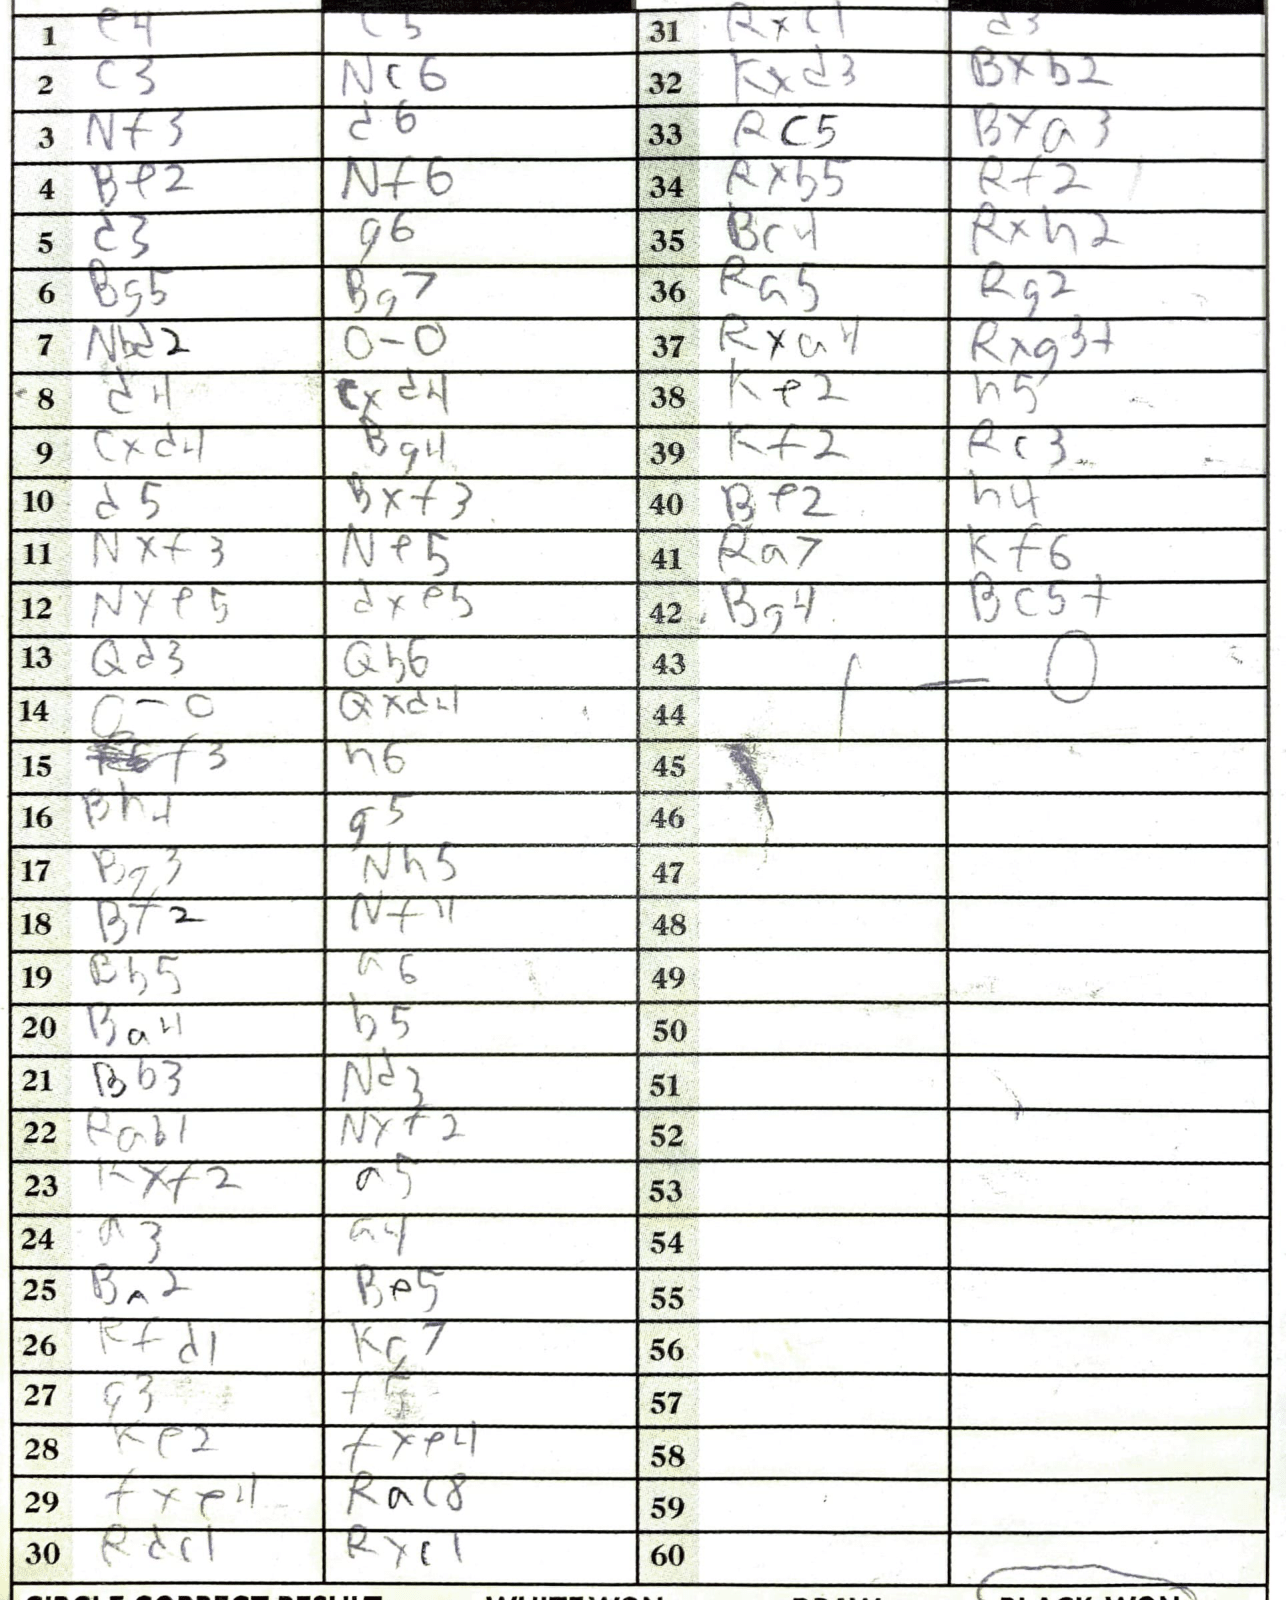 1 e4 c5 31 Rxc1 d3
2 c3 Nc6 32 Kxd3 Bxb2
3 Nf3 d6 33 Rc5 Bxa3
4 Be2 Nf6 34 Rxb5 Rf2
5 d3 g6 35 Bc4 Rxh2
6 Bg5 Bg7 36 Ra5 Rg2
7 Nbd2 0-0 37 Rxa4 Rxg3+
8 d4 cxd4 38 Ke2 h5
9 cxd4 Bg4 39 Kf2 Rc3
10 d5 Bxf3 40 Be2 h4
11 Nxf3 Ne5 41 Ra7 Kf6
12 Nxe5 dxe5 42 Bg4 Bc5+
13 Qd3 Qb6 43 1 - 0
14 0-0 Qxd4 44
15 f3 h6 45
16 Bh4 g5 46
17 Bg3 Nh5 47
18 Bf2 Nf4 48
19 Bb5 a6 49
20 Ba4 b5 50
21 Bb3 Nd3 51
22 Rab1 Nxf2 52
23 Kxf2 a5 53
24 a3 a4 54
25 Ba2 Be5 55
26 Rfd1 Kg7 56
27 g3 f5 57
28 Ke2 fxe4 58
29 fxe4 Rac8 59
30 Rdc1 Rxc1 60
CIRCLE CORRECT RESULT WHITE WON DRAW BLACK WON